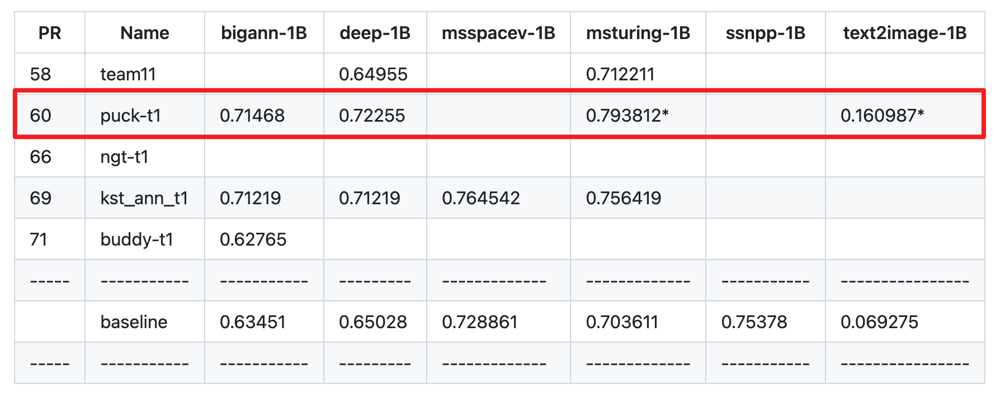 PR Name bigann-1B deep-1B msspacev-1B msturing-1B ssnpp-1B text2image-1B
58 team11 0.64955 0.712211
60 puck-t1 0.71468 0.72255 0.793812* 0.160987*
66 ngt-t1
69 kst_ann_t1 0.71219 0.71219 0.764542 0.756419
71 buddy-t1 0.62765
----- ----------- ----------- --------- ------------- ------------- ----------- ----------------
baseline 0.63451 0.65028 0.728861 0.703611 0.75378 0.069275
----- ----------- ----------- --------- ------------- ------------- ----------- ----------------